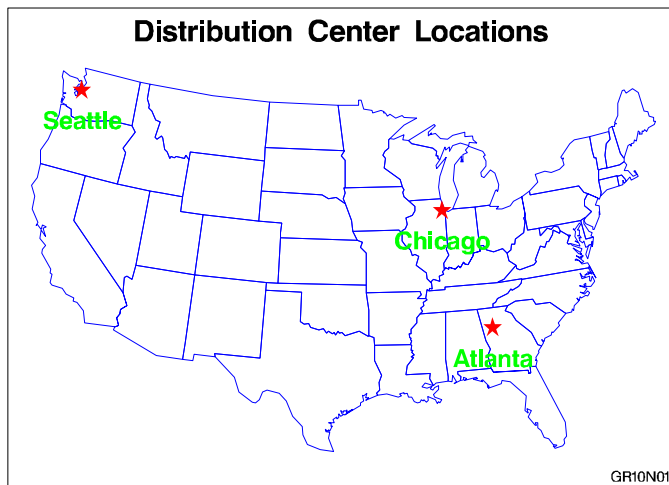 Distribution Center Locations
Seattle
Chicago
Atlanta
GR10N01